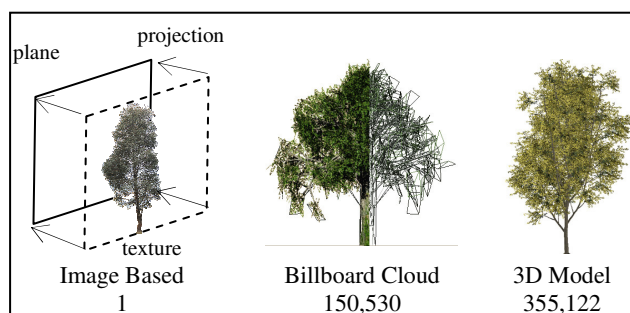 projection
plane
texture
Image Based
1
Billboard Cloud
150,530
3D Model
355,122